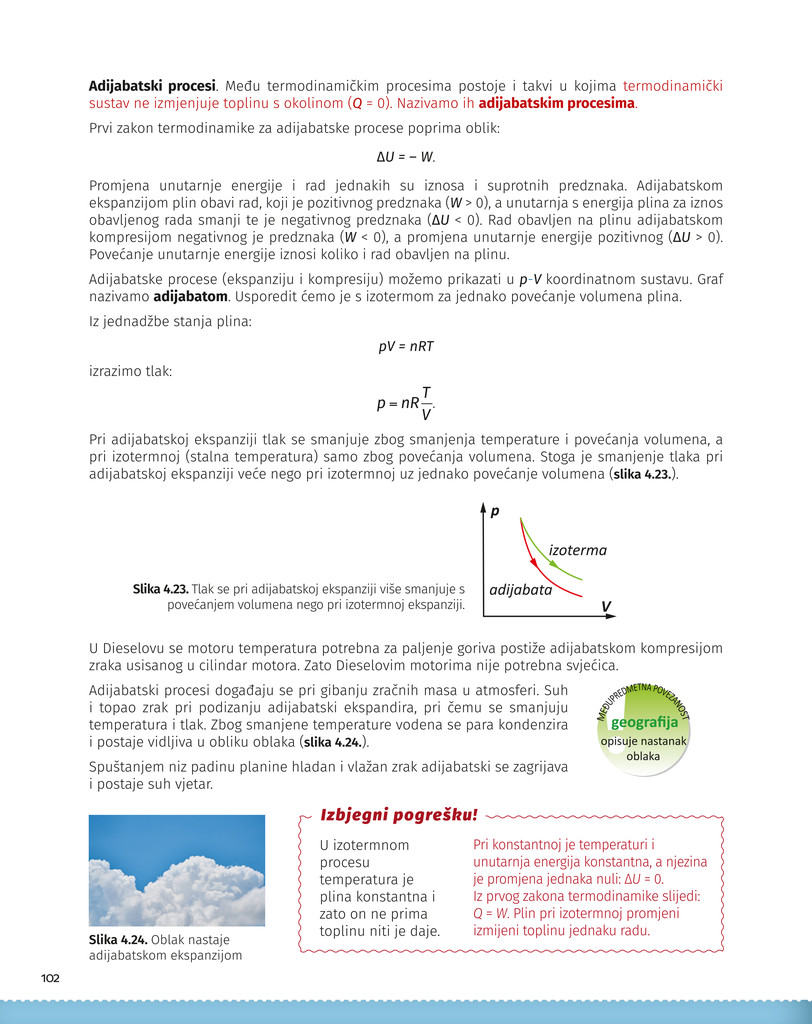 Adijabatski procesi. Među termodinamičkim procesima postoje i takvi u kojima termodinamički
sustav ne izmjenjuje toplinu s okolinom (Q = 0). Nazivamo ih adijabatskim procesima.
Prvi zakon termodinamike za adijabatske procese poprima oblik:
ΔU = – W.
Promjena unutarnje energije i rad jednakih su iznosa i suprotnih predznaka. Adijabatskom
ekspanzijom plin obavi rad, koji je pozitivnog predznaka (W > 0), a unutarnja s energija plina za iznos
obavljenog rada smanji te je negativnog predznaka (ΔU < 0). Rad obavljen na plinu adijabatskom
kompresijom negativnog je predznaka (W < 0), a promjena unutarnje energije pozitivnog (ΔU > 0).
Povećanje unutarnje energije iznosi koliko i rad obavljen na plinu.
Adijabatske procese (ekspanziju i kompresiju) možemo prikazati u p-V koordinatnom sustavu. Graf
nazivamo adijabatom. Usporedit ćemo je s izotermom za jednako povećanje volumena plina.
Iz jednadžbe stanja plina:
pV = nRT
izrazimo tlak:
p = nR T/V.
Pri adijabatskoj ekspanziji tlak se smanjuje zbog smanjenja temperature i povećanja volumena, a
pri izotermnoj (stalna temperatura) samo zbog povećanja volumena. Stoga je smanjenje tlaka pri
adijabatskoj ekspanziji veće nego pri izotermnoj uz jednako povećanje volumena (slika 4.23.).
p
izoterma
adijabata
V
Slika 4.23. Tlak se pri adijabatskoj ekspanziji više smanjuje s
povećanjem volumena nego pri izotermnoj ekspanziji.
U Dieselovu se motoru temperatura potrebna za paljenje goriva postiže adijabatskom kompresijom
zraka usisanog u cilindar motora. Zato Dieselovim motorima nije potrebna svjećica.
Adijabatski procesi događaju se pri gibanju zračnih masa u atmosferi. Suh
i topao zrak pri podizanju adijabatski ekspandira, pri čemu se smanjuju
temperatura i tlak. Zbog smanjene temperature vodena se para kondenzira
i postaje vidljiva u obliku oblaka (slika 4.24.).
Spuštanjem niz padinu planine hladan i vlažan zrak adijabatski se zagrijava
i postaje suh vjetar.
MEĐUPREDMETNA POVEZANOST
geografija
opisuje nastanak
oblaka
Slika 4.24. Oblak nastaje
adijabatskom ekspanzijom
Izbjegni pogrešku!
U izotermnom
procesu
temperatura je
plina konstantna i
zato on ne prima
toplinu niti je daje.
Pri konstantnoj je temperaturi i
unutarnja energija konstantna, a njezina
je promjena jednaka nuli: ΔU = 0.
Iz prvog zakona termodinamike slijedi:
Q = W. Plin pri izotermnoj promjeni
izmijeni toplinu jednaku radu.
102